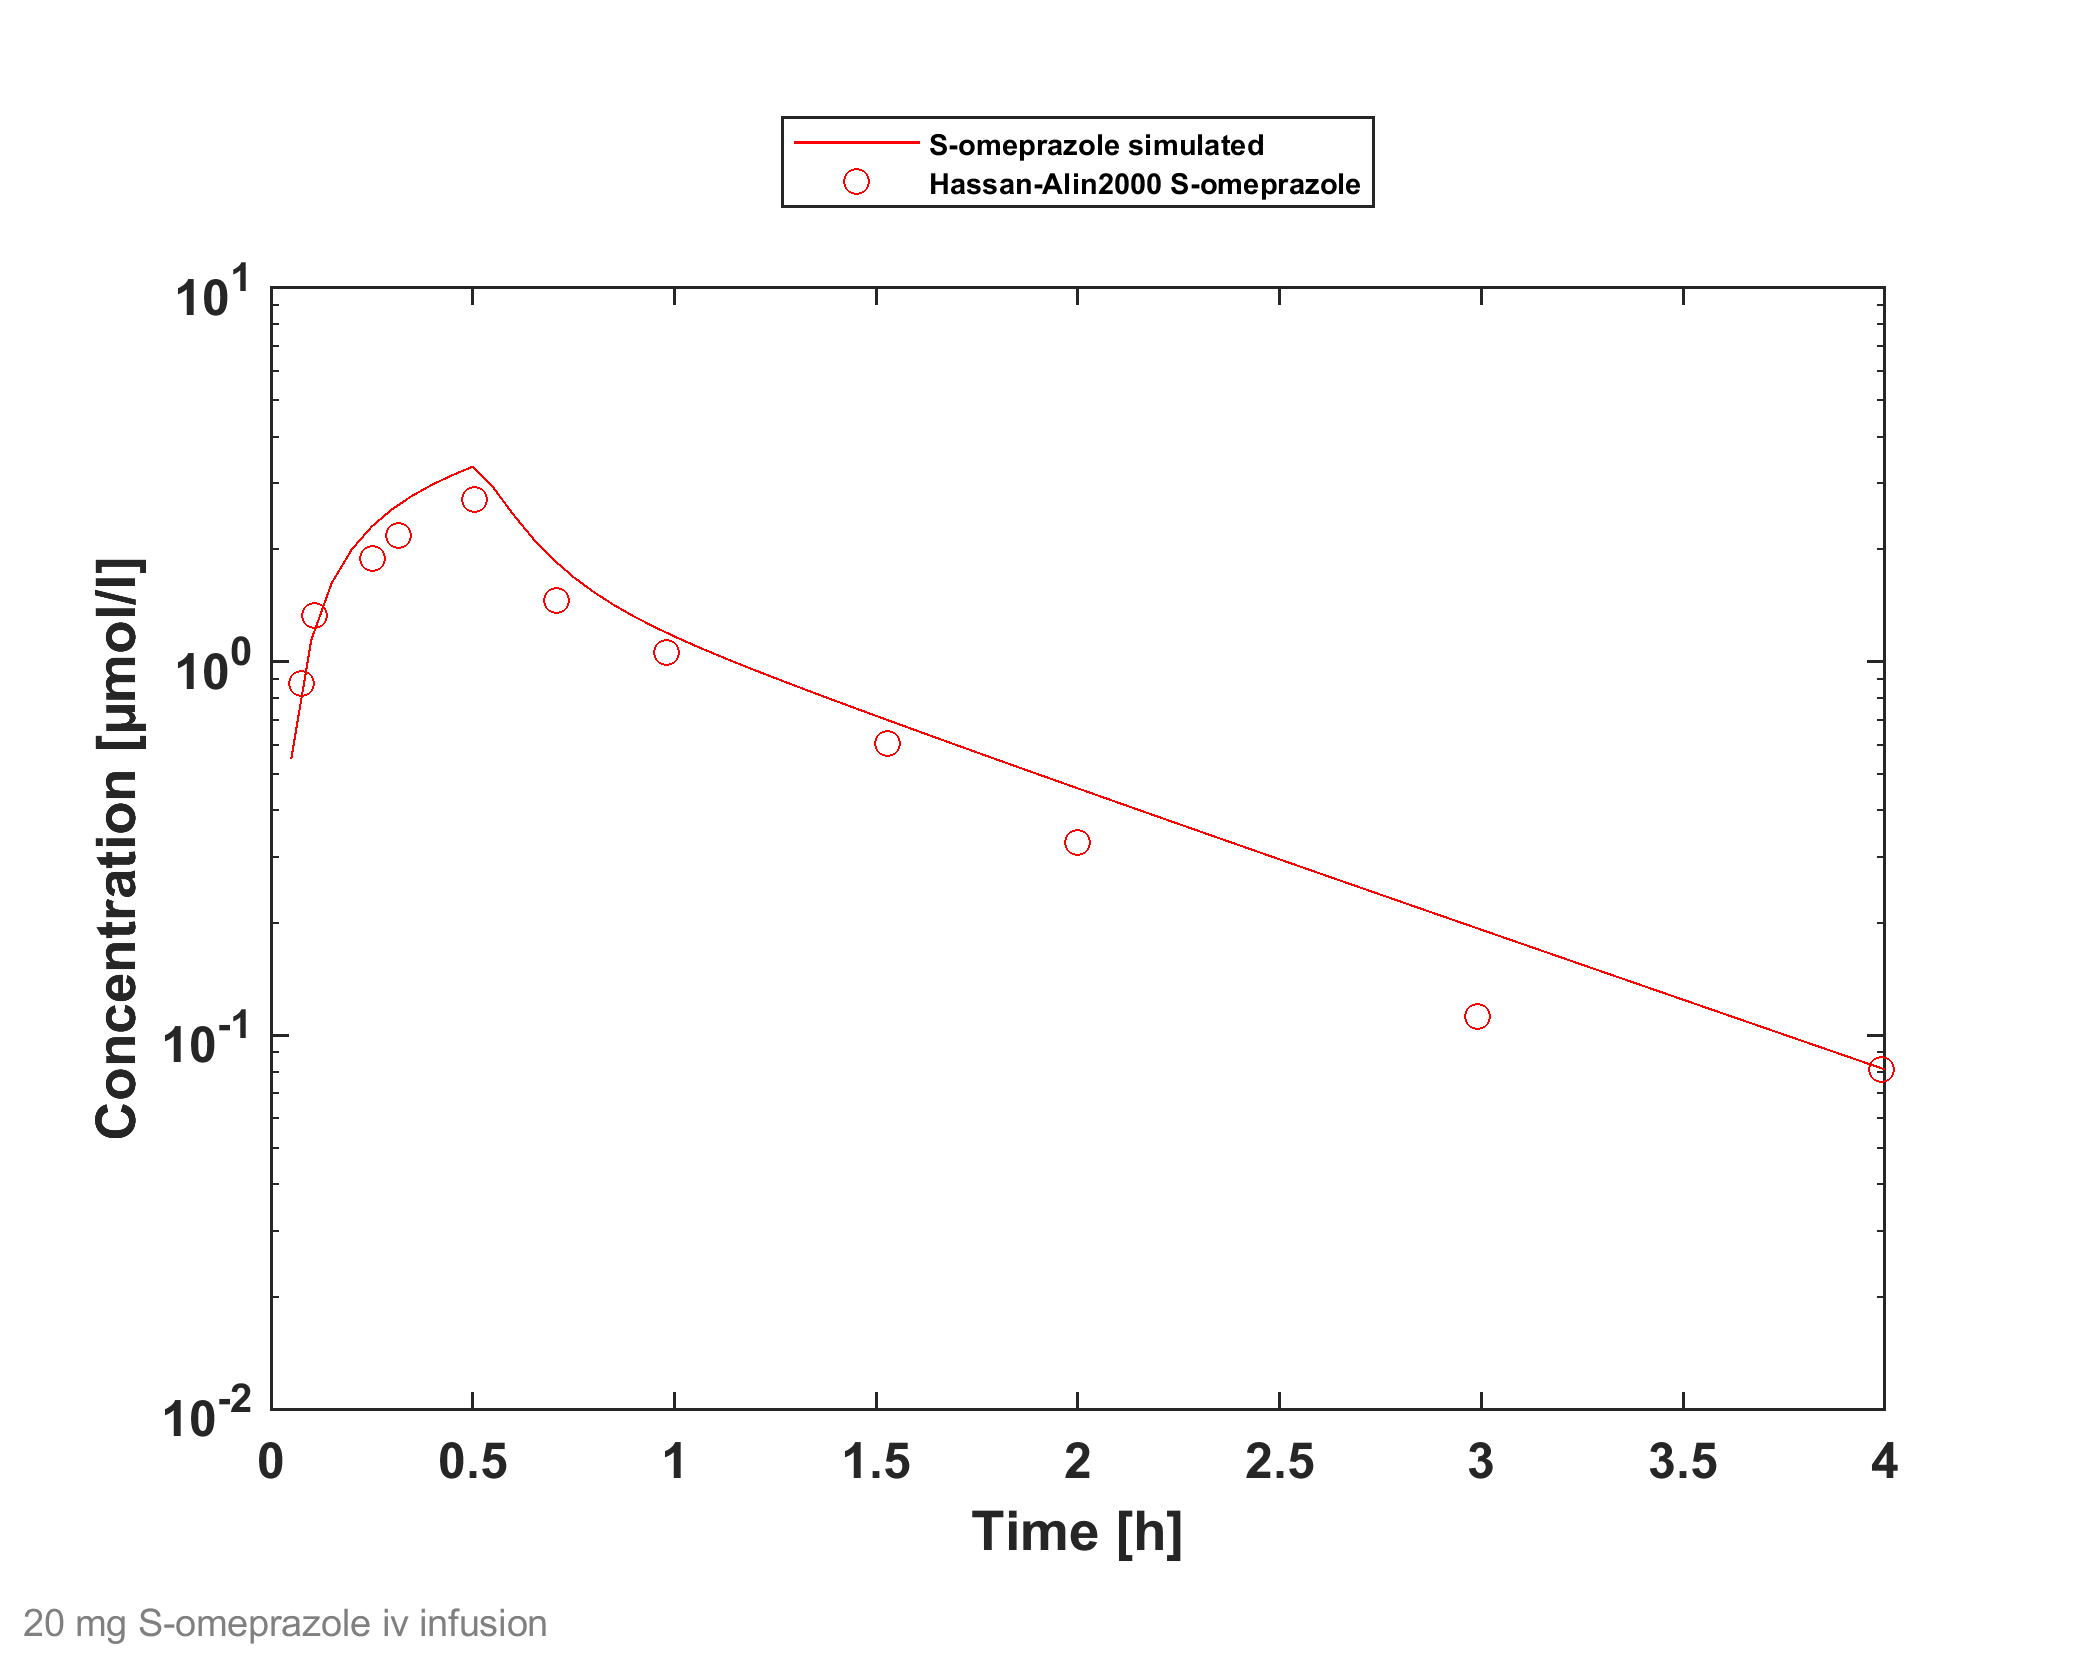 S-omeprazole simulated
Hassan-Alin2000 S-omeprazole
10^1
10^0
10^-1
10^-2
Concentration [µmol/l]
0 0.5 1 1.5 2 2.5 3 3.5 4
Time [h]
20 mg S-omeprazole iv infusion